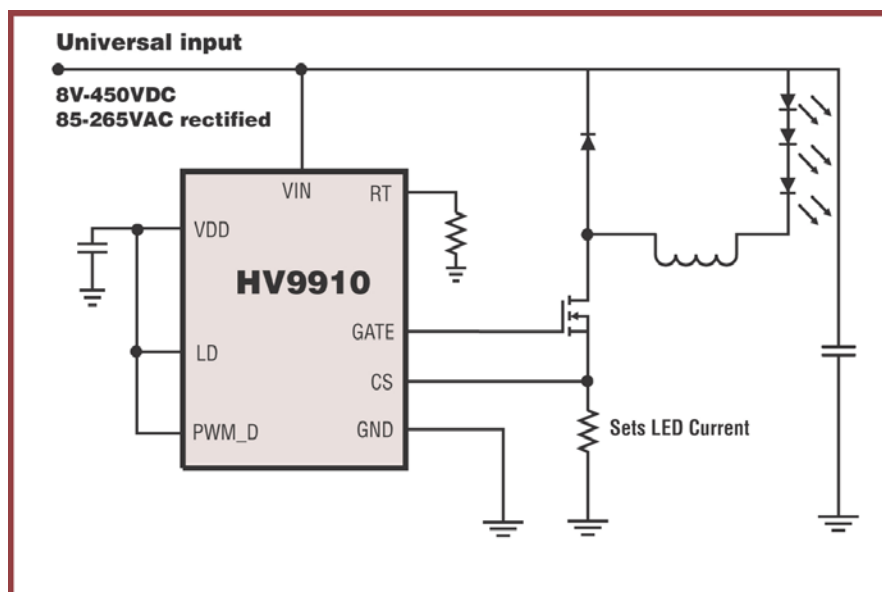 Universal input
8V-450VDC
85-265VAC rectified
VIN
RT
VDD
HV9910
GATE
LD
CS
PWM_D
GND
Sets LED Current